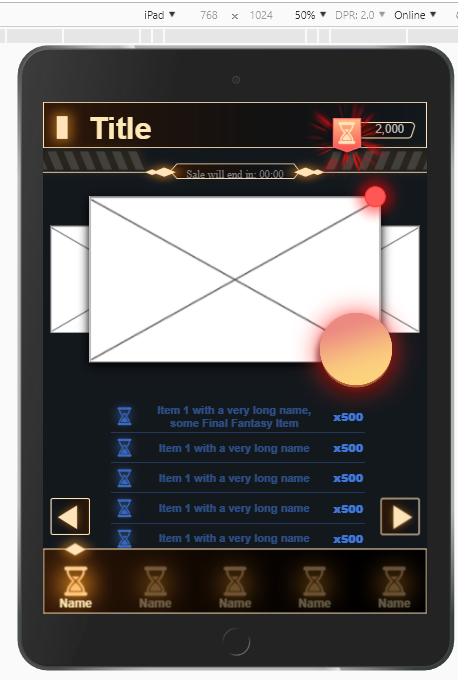 iPad ▼ 768 × 1024 50% ▼ DPR: 2.0 ▼ Online ▼
Title
2,000
Sale will end in: 00:00
Item 1 with a very long name,
some Final Fantasy Item
x500
Item 1 with a very long name x500
Item 1 with a very long name x500
Item 1 with a very long name x500
Item 1 with a very long name x500
Name Name Name Name Name